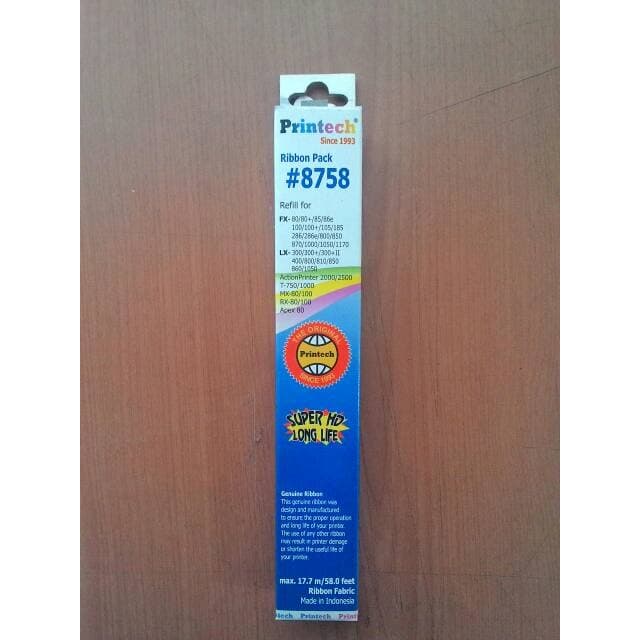 Printech®
Since 1993
Ribbon Pack
#8758
Refill for
FX- 80/80+/85/86e
100/100+/105/185
286/286e/800/850
870/1000/1050/1170
LX- 300/300+/300+II
400/800/810/850
860/1050
ActionPrinter 2000/2500
T-750/1000
MX-80/100
RX-80/100
Apex 80
THE ORIGINAL
Printech
SINCE 1993
SUPER HD
LONG LIFE
Genuine Ribbon
This genuine ribbon was
design and manufactured
to ensure the proper operation
and long life of your printer.
The use of any other ribbon
may result in printer damage
or shorten the useful life of
your printer.
max. 17.7 m/58.0 feet
Ribbon Fabric
Made in Indonesia
ntech Printech Printech Printech